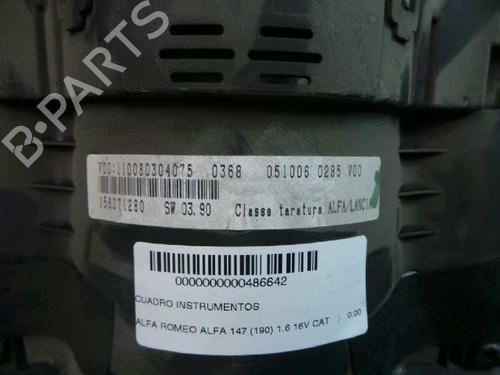 B-PARTS
VDO:110080304075 0368 051006 0285 V00
156071280 SW 03.90 Classe taratura ALFA/LANCIA
0000000000486642
CUADRO INSTRUMENTOS
ALFA ROMEO ALFA 147 (190) 1.6 16V CAT | 0.00